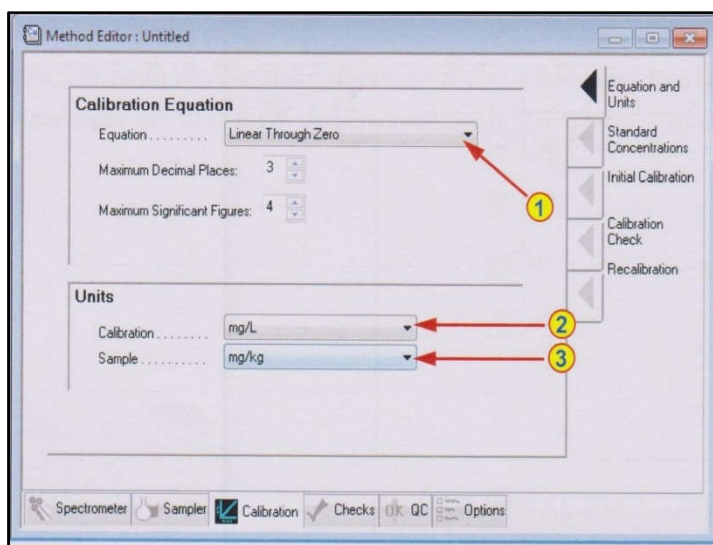 Method Editor : Untitled
Calibration Equation
Equation......... Linear Through Zero
Maximum Decimal Places: 3
Maximum Significant Figures: 4
1
Units
Calibration........ mg/L
2
Sample........... mg/kg
3
Equation and
Units
Standard
Concentrations
Initial Calibration
Calibration
Check
Recalibration
Spectrometer Sampler Calibration Checks QC Options